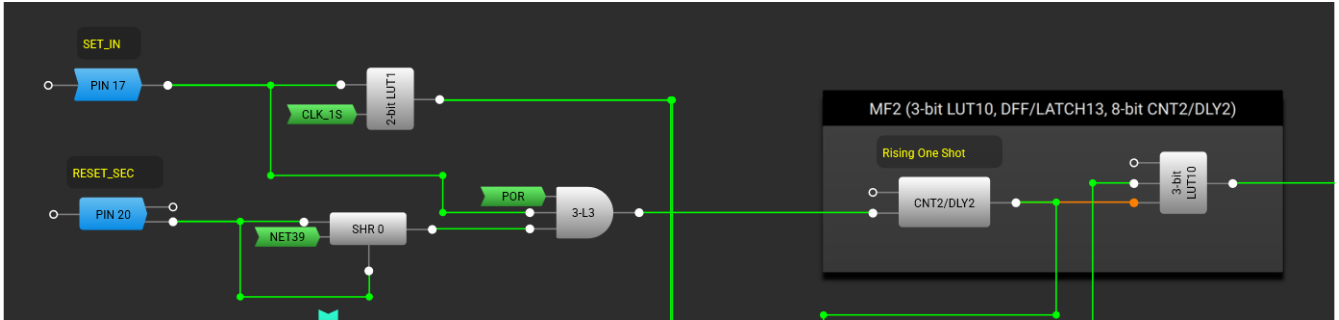 SET_IN
PIN 17
CLK_1S
2-bit LUT1
MF2 (3-bit LUT10, DFF/LATCH13, 8-bit CNT2/DLY2)
Rising One Shot
CNT2/DLY2
3-bit
LUT10
RESET_SEC
PIN 20
NET39
SHR 0
POR
3-L3